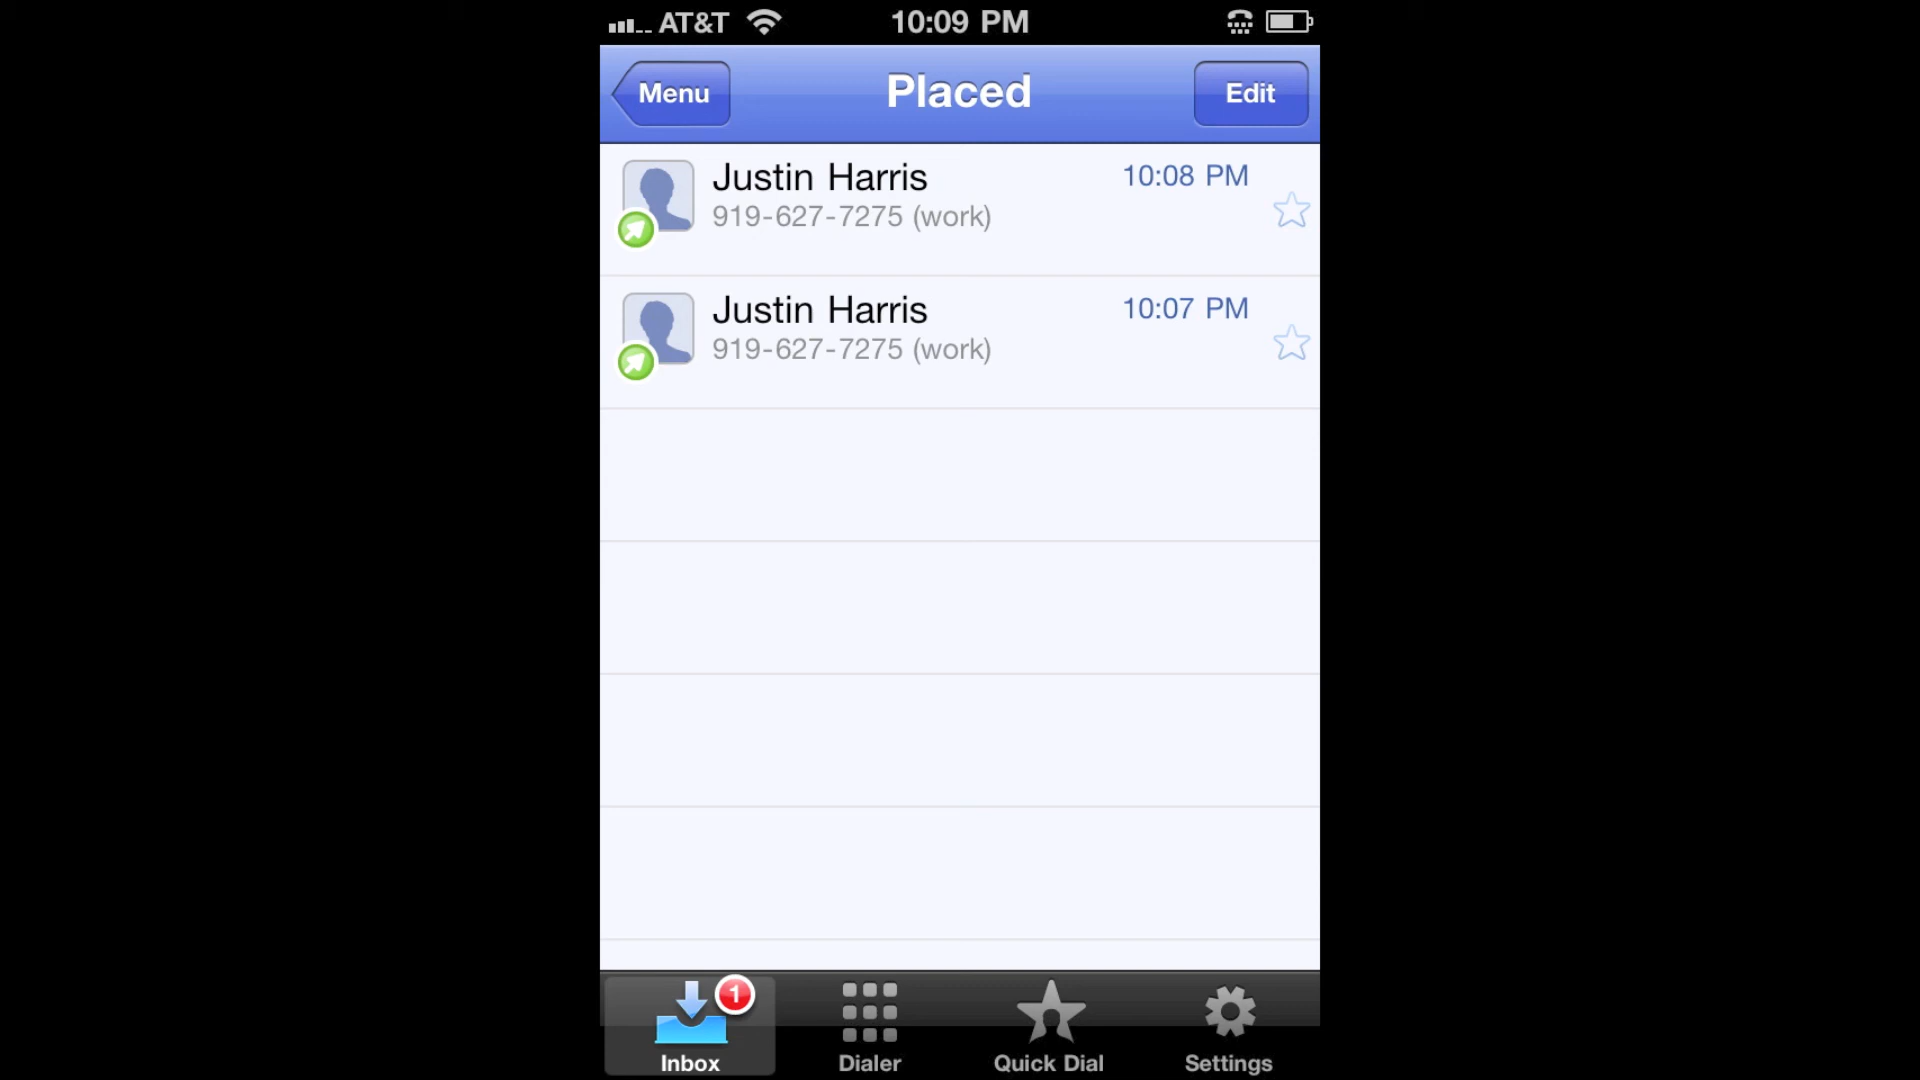 AT&T 10:09 PM
Menu Placed Edit
Justin Harris 10:08 PM
919-627-7275 (work)
Justin Harris 10:07 PM
919-627-7275 (work)
1
Inbox Dialer Quick Dial Settings